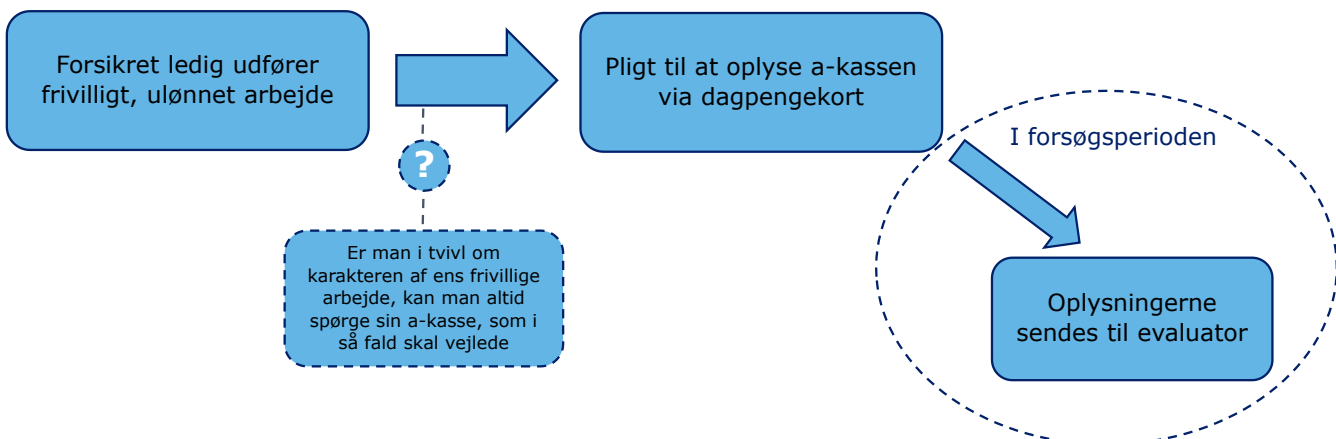 Forsikret ledig udfører
frivilligt, ulønnet arbejde
Pligt til at oplyse a-kassen
via dagpengekort
I forsøgsperioden
?
Er man i tvivl om
karakteren af ens frivillige
arbejde, kan man altid
spørge sin a-kasse, som i
så fald skal vejlede
Oplysningerne
sendes til evaluator